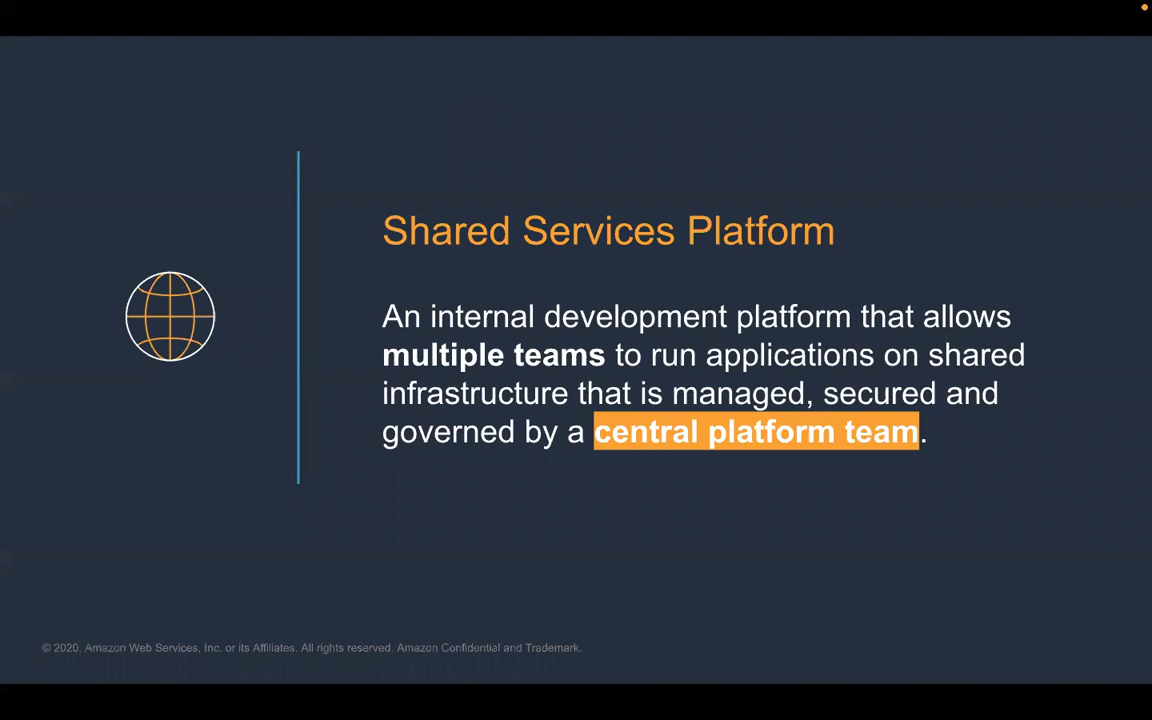 Shared Services Platform
An internal development platform that allows
multiple teams to run applications on shared
infrastructure that is managed, secured and
governed by a central platform team.
© 2020, Amazon Web Services, Inc. or its Affiliates. All rights reserved. Amazon Confidential and Trademark.